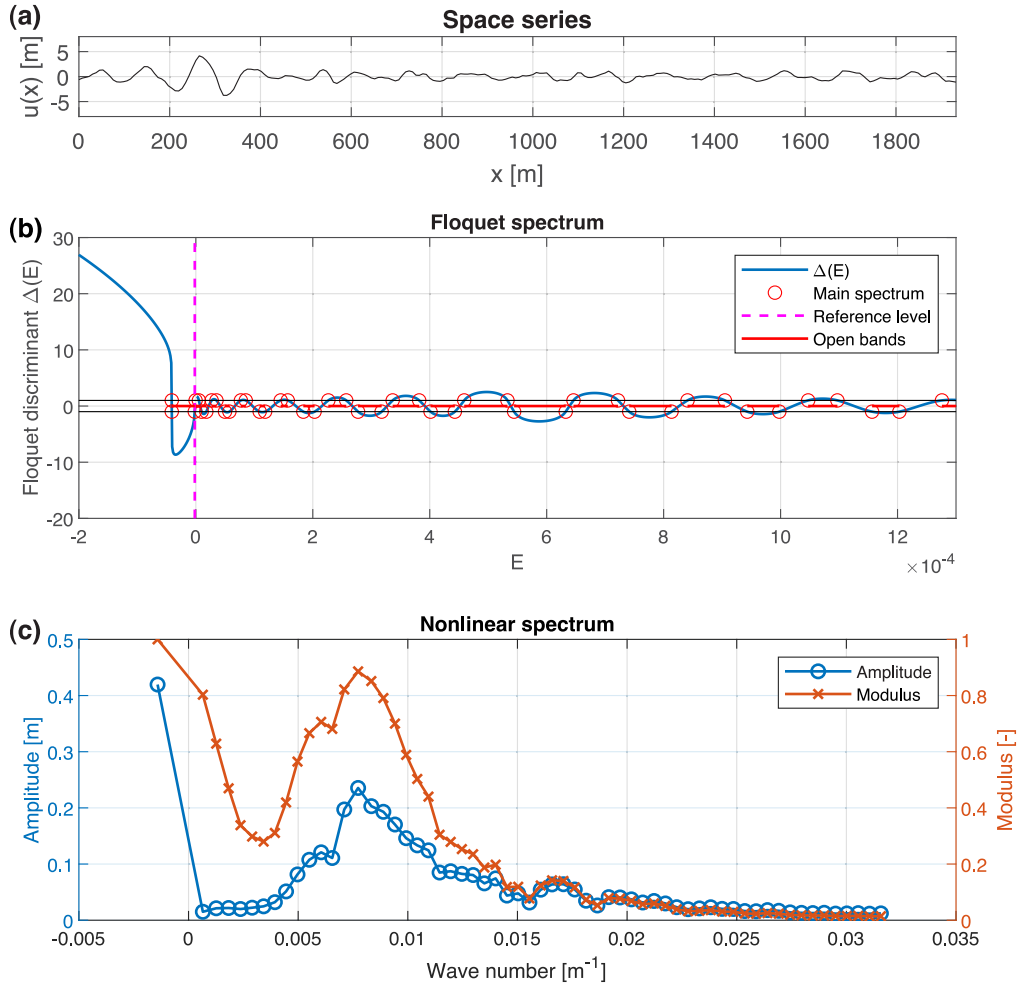 (a)
Space series
u(x) [m]
5
0
-5
0 200 400 600 800 1000 1200 1400 1600 1800
x [m]
(b)
Floquet spectrum
Floquet discriminant Δ(E)
30
20
10
0
-10
-20
Δ(E)
Main spectrum
Reference level
Open bands
-2 0 2 4 6 8 10 12
E
×10⁻⁴
(c)
Nonlinear spectrum
Amplitude [m]
0.5
0.4
0.3
0.2
0.1
0
Amplitude
Modulus
1
0.8
0.6
0.4
0.2
0
Modulus [-]
-0.005 0 0.005 0.01 0.015 0.02 0.025 0.03 0.035
Wave number [m⁻¹]